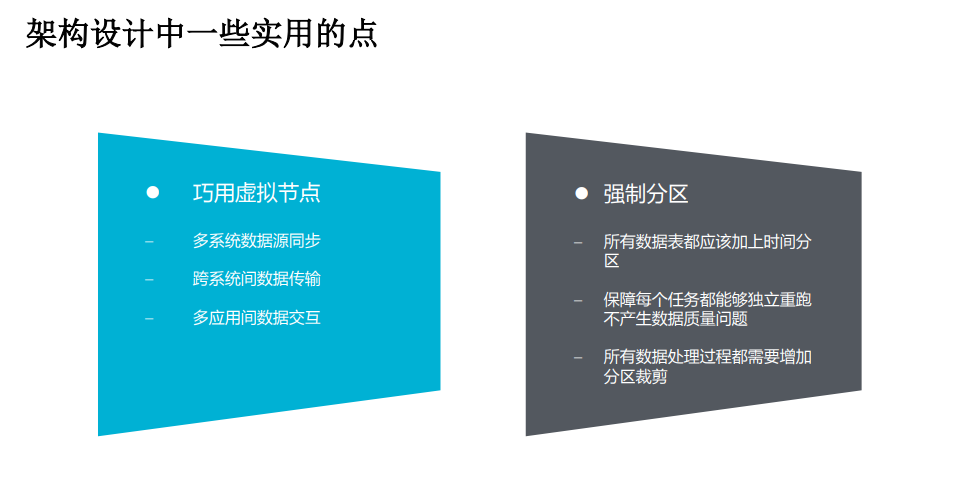 架构设计中一些实用的点
● 巧用虚拟节点
– 多系统数据源同步
– 跨系统间数据传输
– 多应用间数据交互
● 强制分区
– 所有数据表都应该加上时间分
区
– 保障每个任务都能够独立重跑
不产生数据质量问题
– 所有数据处理过程都需要增加
分区裁剪